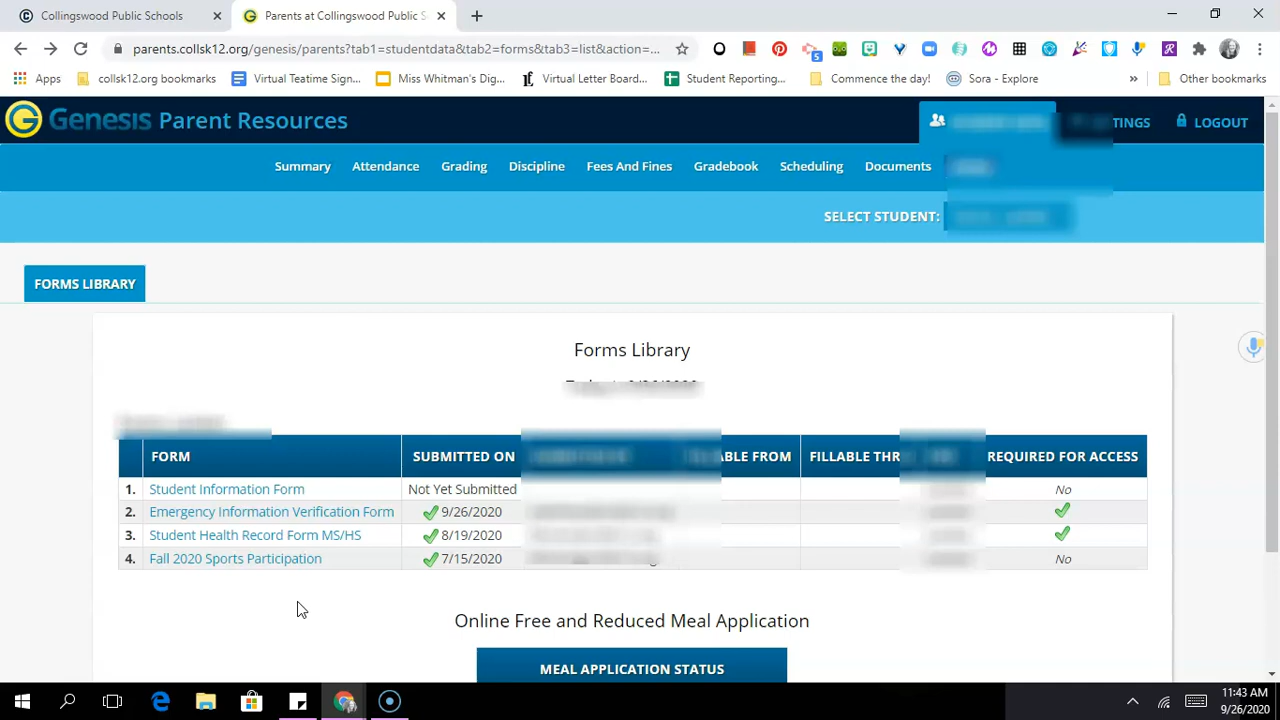 Collingswood Public Schools
Parents at Collingswood Public S
parents.collsk12.org/genesis/parents?tab1=studentdata&tab2=forms&tab3=list&action=...
Apps collsk12.org bookmarks Virtual Teatime Sign... Miss Whitman's Dig... Virtual Letter Board... Student Reporting... Commence the day! Sora - Explore » Other bookmarks
Genesis Parent Resources
TINGS LOGOUT
Summary Attendance Grading Discipline Fees And Fines Gradebook Scheduling Documents
SELECT STUDENT:
FORMS LIBRARY
Forms Library
FORM SUBMITTED ON ABLE FROM FILLABLE THR REQUIRED FOR ACCESS
1. Student Information Form Not Yet Submitted No
2. Emergency Information Verification Form 9/26/2020
3. Student Health Record Form MS/HS 8/19/2020
4. Fall 2020 Sports Participation 7/15/2020 No
Online Free and Reduced Meal Application
MEAL APPLICATION STATUS
11:43 AM
9/26/2020